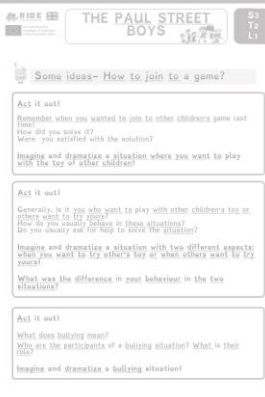 RIDE
THE PAUL STREET
BOYS
S3
T2
L1
Some ideas- How to join to a game?
Act it out!
Remember when you wanted to join to other children's game last
time!
How did you solve it?
Were you satisfied with the solution?
Imagine and dramatize a situation where you want to play
with the toy of other children!
Act it out!
Generally, is it you who want to play with other children's toy or
others want to try yours?
How do you usually behave in these situations?
Do you usually ask for help to solve the situation?
Imagine and dramatize a situation with two different aspects:
when you want to try other's toy or when others want to try
yours!
What was the difference in your behaviour in the two
situations?
Act it out!
What does bullying mean?
Who are the participants of a bullying situation? What is their
role?
Imagine and dramatize a bullying situation!